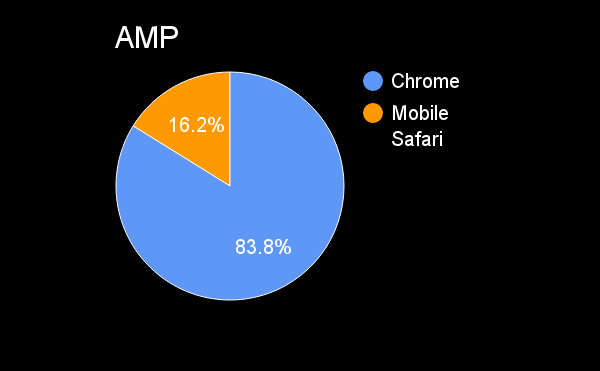 AMP
Chrome
Mobile
Safari
16.2%
83.8%